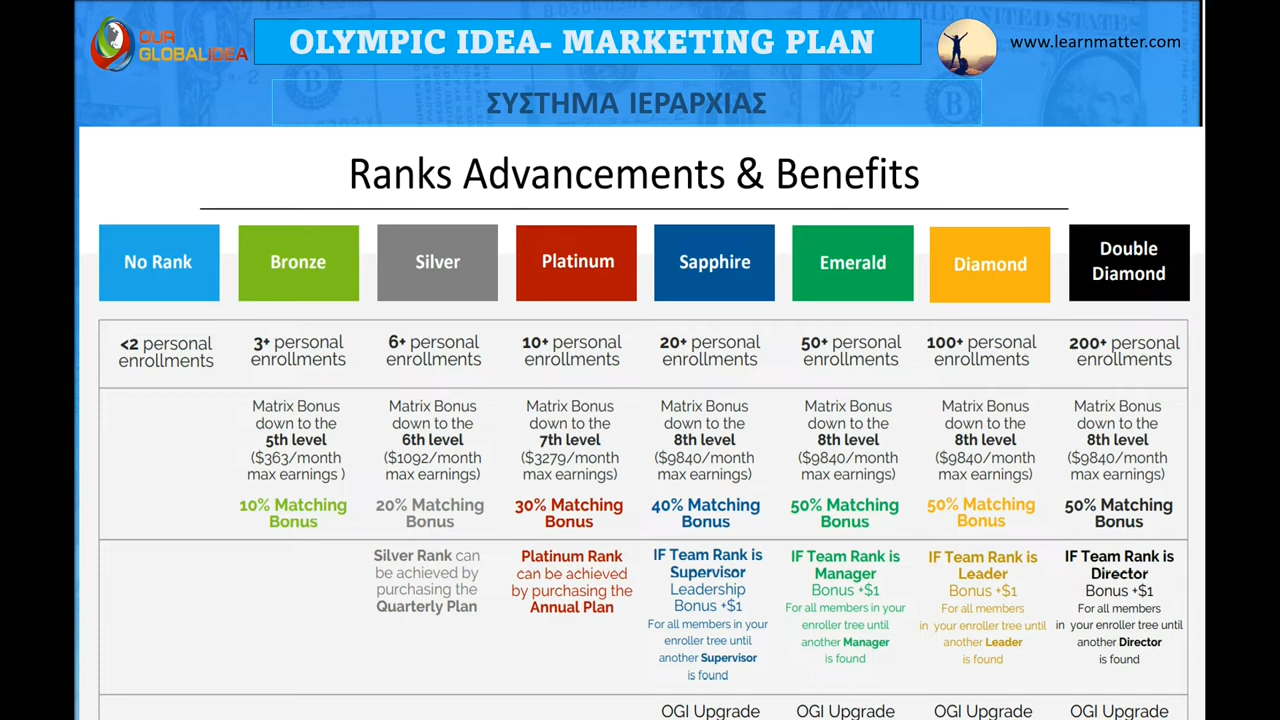 OUR
GLOBALIDEA
OLYMPIC IDEA- MARKETING PLAN
www.learnmatter.com
ΣΥΣΤΗΜΑ ΙΕΡΑΡΧΙΑΣ
Ranks Advancements & Benefits
No Rank
Bronze
Silver
Platinum
Sapphire
Emerald
Diamond
Double
Diamond
<2 personal
enrollments
3+ personal
enrollments
6+ personal
enrollments
10+ personal
enrollments
20+ personal
enrollments
50+ personal
enrollments
100+ personal
enrollments
200+ personal
enrollments
Matrix Bonus
down to the
5th level
($363/month
max earnings )
10% Matching
Bonus
Matrix Bonus
down to the
6th level
($1092/month
max earnings)
20% Matching
Bonus
Matrix Bonus
down to the
7th level
($3279/month
max earnings)
30% Matching
Bonus
Matrix Bonus
down to the
8th level
($9840/month
max earnings)
40% Matching
Bonus
Matrix Bonus
down to the
8th level
($9840/month
max earnings)
50% Matching
Bonus
Matrix Bonus
down to the
8th level
($9840/month
max earnings)
50% Matching
Bonus
Matrix Bonus
down to the
8th level
($9840/month
max earnings)
50% Matching
Bonus
Silver Rank can
be achieved by
purchasing the
Quarterly Plan
Platinum Rank
can be achieved
by purchasing the
Annual Plan
IF Team Rank is
Supervisor
Leadership
Bonus +$1
For all members in your
enroller tree until
another Supervisor
is found
IF Team Rank is
Manager
Bonus +$1
For all members in your
enroller tree until
another Manager
is found
IF Team Rank is
Leader
Bonus +$1
For all members
in your enroller tree until
another Leader
is found
IF Team Rank is
Director
Bonus +$1
For all members
in your enroller tree until
another Director
is found
OGI Upgrade
OGI Upgrade
OGI Upgrade
OGI Upgrade